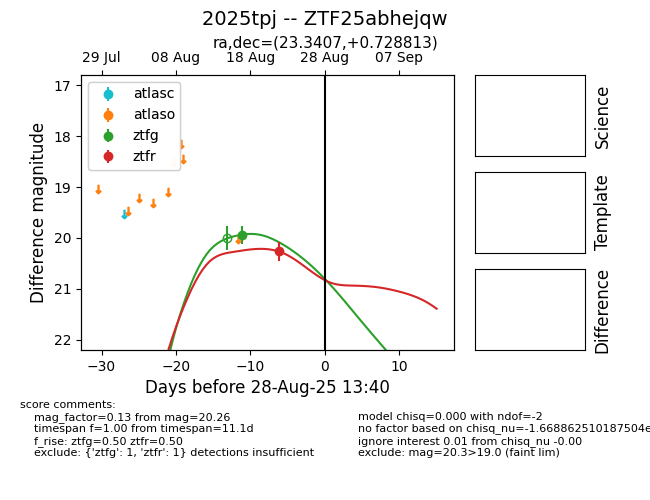 2025tpj -- ZTF25abhejqw
ra,dec=(23.3407,+0.728813)
29 Jul
08 Aug
18 Aug
28 Aug
07 Sep
17
18
19
20
21
22
Difference magnitude
atlasc
atlaso
ztfg
ztfr
−30
−20
−10
0
10
Days before 28-Aug-25 13:40
Science
Template
Difference
score comments:
mag_factor=0.13 from mag=20.26
timespan f=1.00 from timespan=11.1d
f_rise: ztfg=0.50 ztfr=0.50
exclude: {'ztfg': 1, 'ztfr': 1} detections insufficient
model chisq=0.000 with ndof=-2
no factor based on chisq_nu=-1.668862510187504e
ignore interest 0.01 from chisq_nu -0.00
exclude: mag=20.3>19.0 (faint lim)